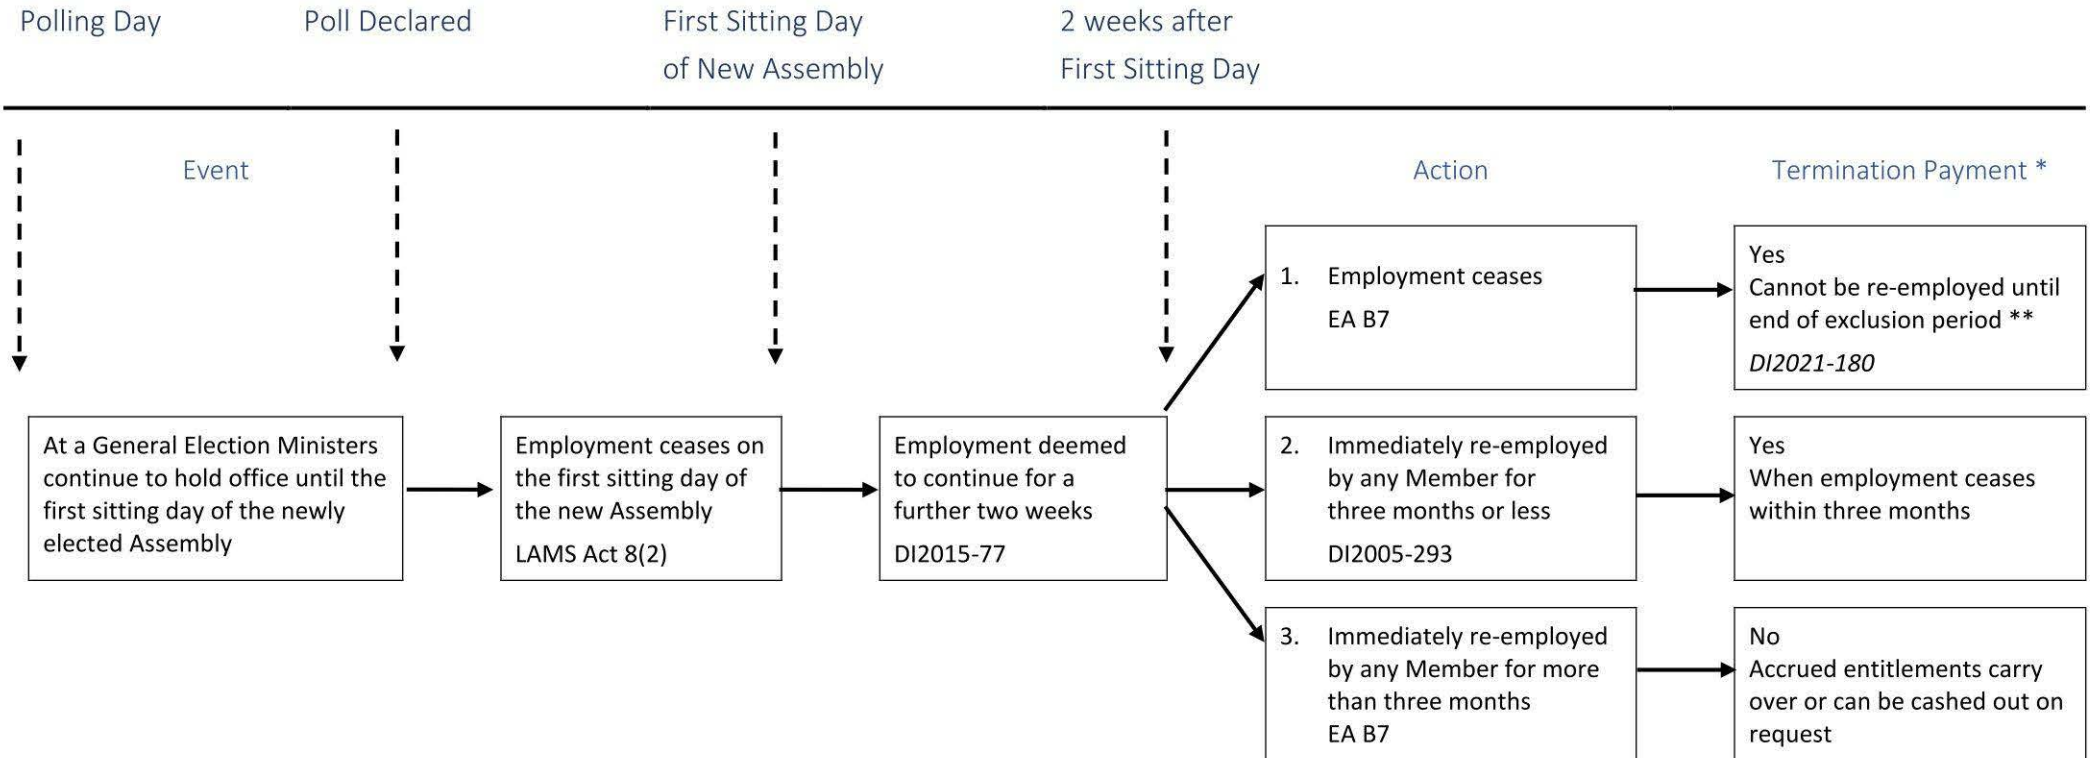 Polling Day
Poll Declared
First Sitting Day
of New Assembly
2 weeks after
First Sitting Day
Event
Action
Termination Payment *
At a General Election Ministers
continue to hold office until the
first sitting day of the newly
elected Assembly
Employment ceases on
the first sitting day of
the new Assembly
LAMS Act 8(2)
Employment deemed
to continue for a
further two weeks
DI2015-77
1. Employment ceases
EA B7
Yes
Cannot be re-employed until
end of exclusion period **
DI2021-180
2. Immediately re-employed
by any Member for
three months or less
DI2005-293
Yes
When employment ceases
within three months
3. Immediately re-employed
by any Member for more
than three months
EA B7
No
Accrued entitlements carry
over or can be cashed out on
request